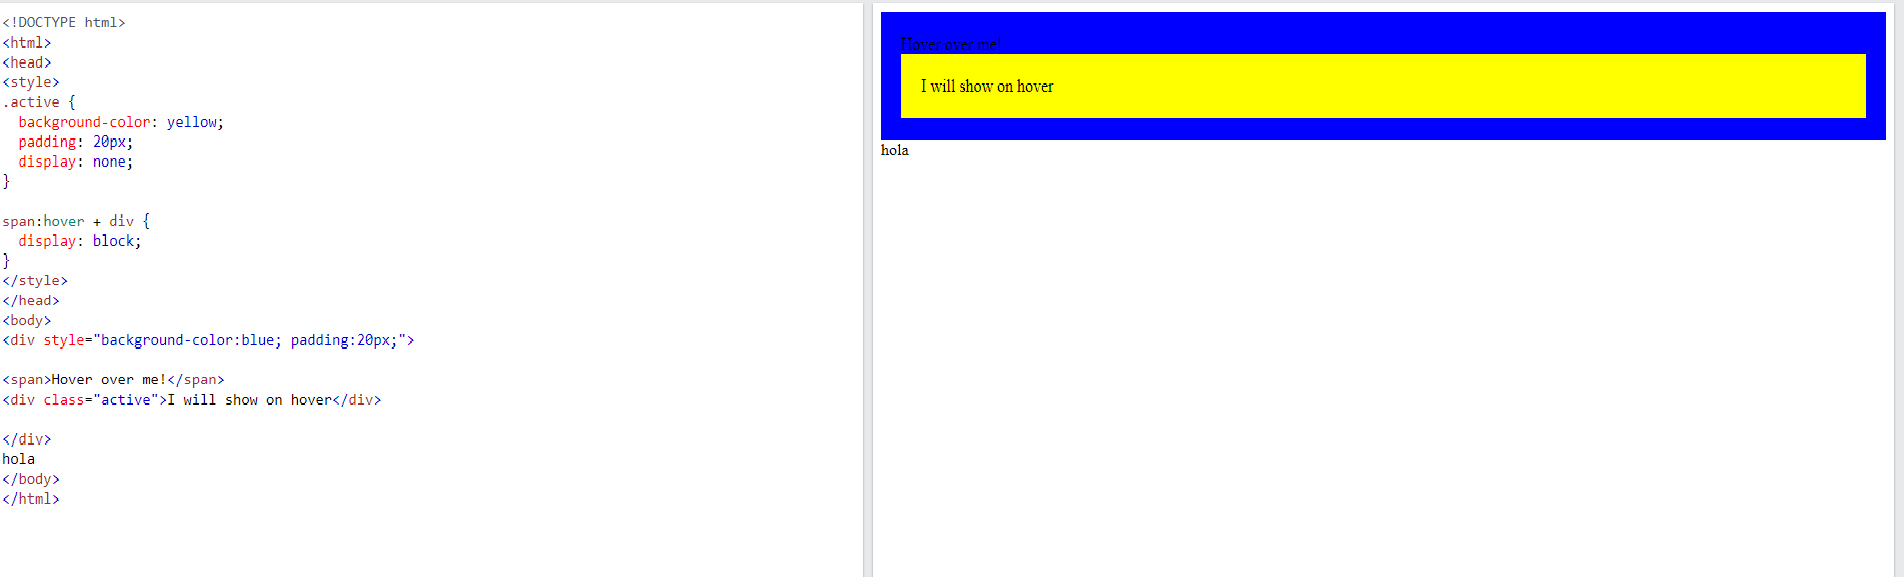 <!DOCTYPE html>
<html>
<head>
<style>
.active {
  background-color: yellow;
  padding: 20px;
  display: none;
}

span:hover + div {
  display: block;
}
</style>
</head>
<body>
<div style="background-color:blue; padding:20px;">

<span>Hover over me!</span>
<div class="active">I will show on hover</div>

</div>
hola
</body>
</html>
Hover over me!
I will show on hover
hola